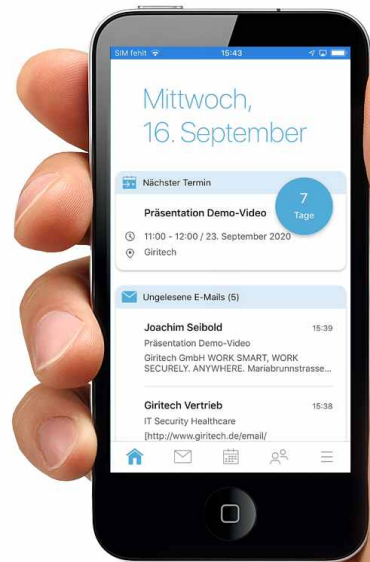 SIM fehlt 15:43
Mittwoch,
16. September
Nächster Termin
7
Tage
Präsentation Demo-Video
11:00 - 12:00 / 23. September 2020
Giritech
Ungelesene E-Mails (5)
Joachim Seibold 15:39
Präsentation Demo-Video
Giritech GmbH WORK SMART, WORK
SECURELY. ANYWHERE. Mariabrunnstrasse...
Giritech Vertrieb 15:38
IT Security Healthcare
[http://www.giritech.de/email/